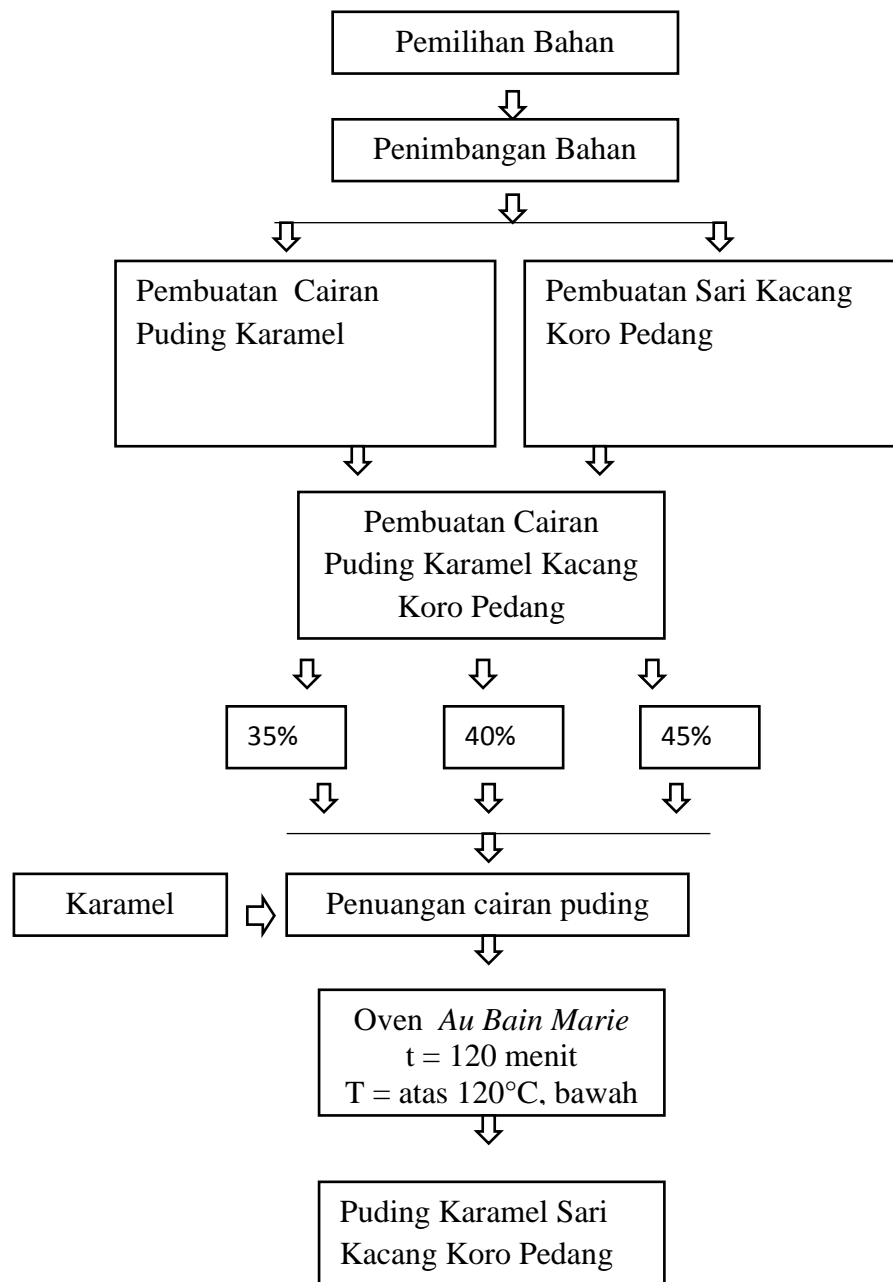 Pemilihan Bahan
Penimbangan Bahan
Pembuatan Cairan
Puding Karamel
Pembuatan Sari Kacang
Koro Pedang
Pembuatan Cairan
Puding Karamel Kacang
Koro Pedang
35%
40%
45%
Karamel
Penuangan cairan puding
Oven Au Bain Marie
t = 120 menit
T = atas 120°C, bawah
Puding Karamel Sari
Kacang Koro Pedang